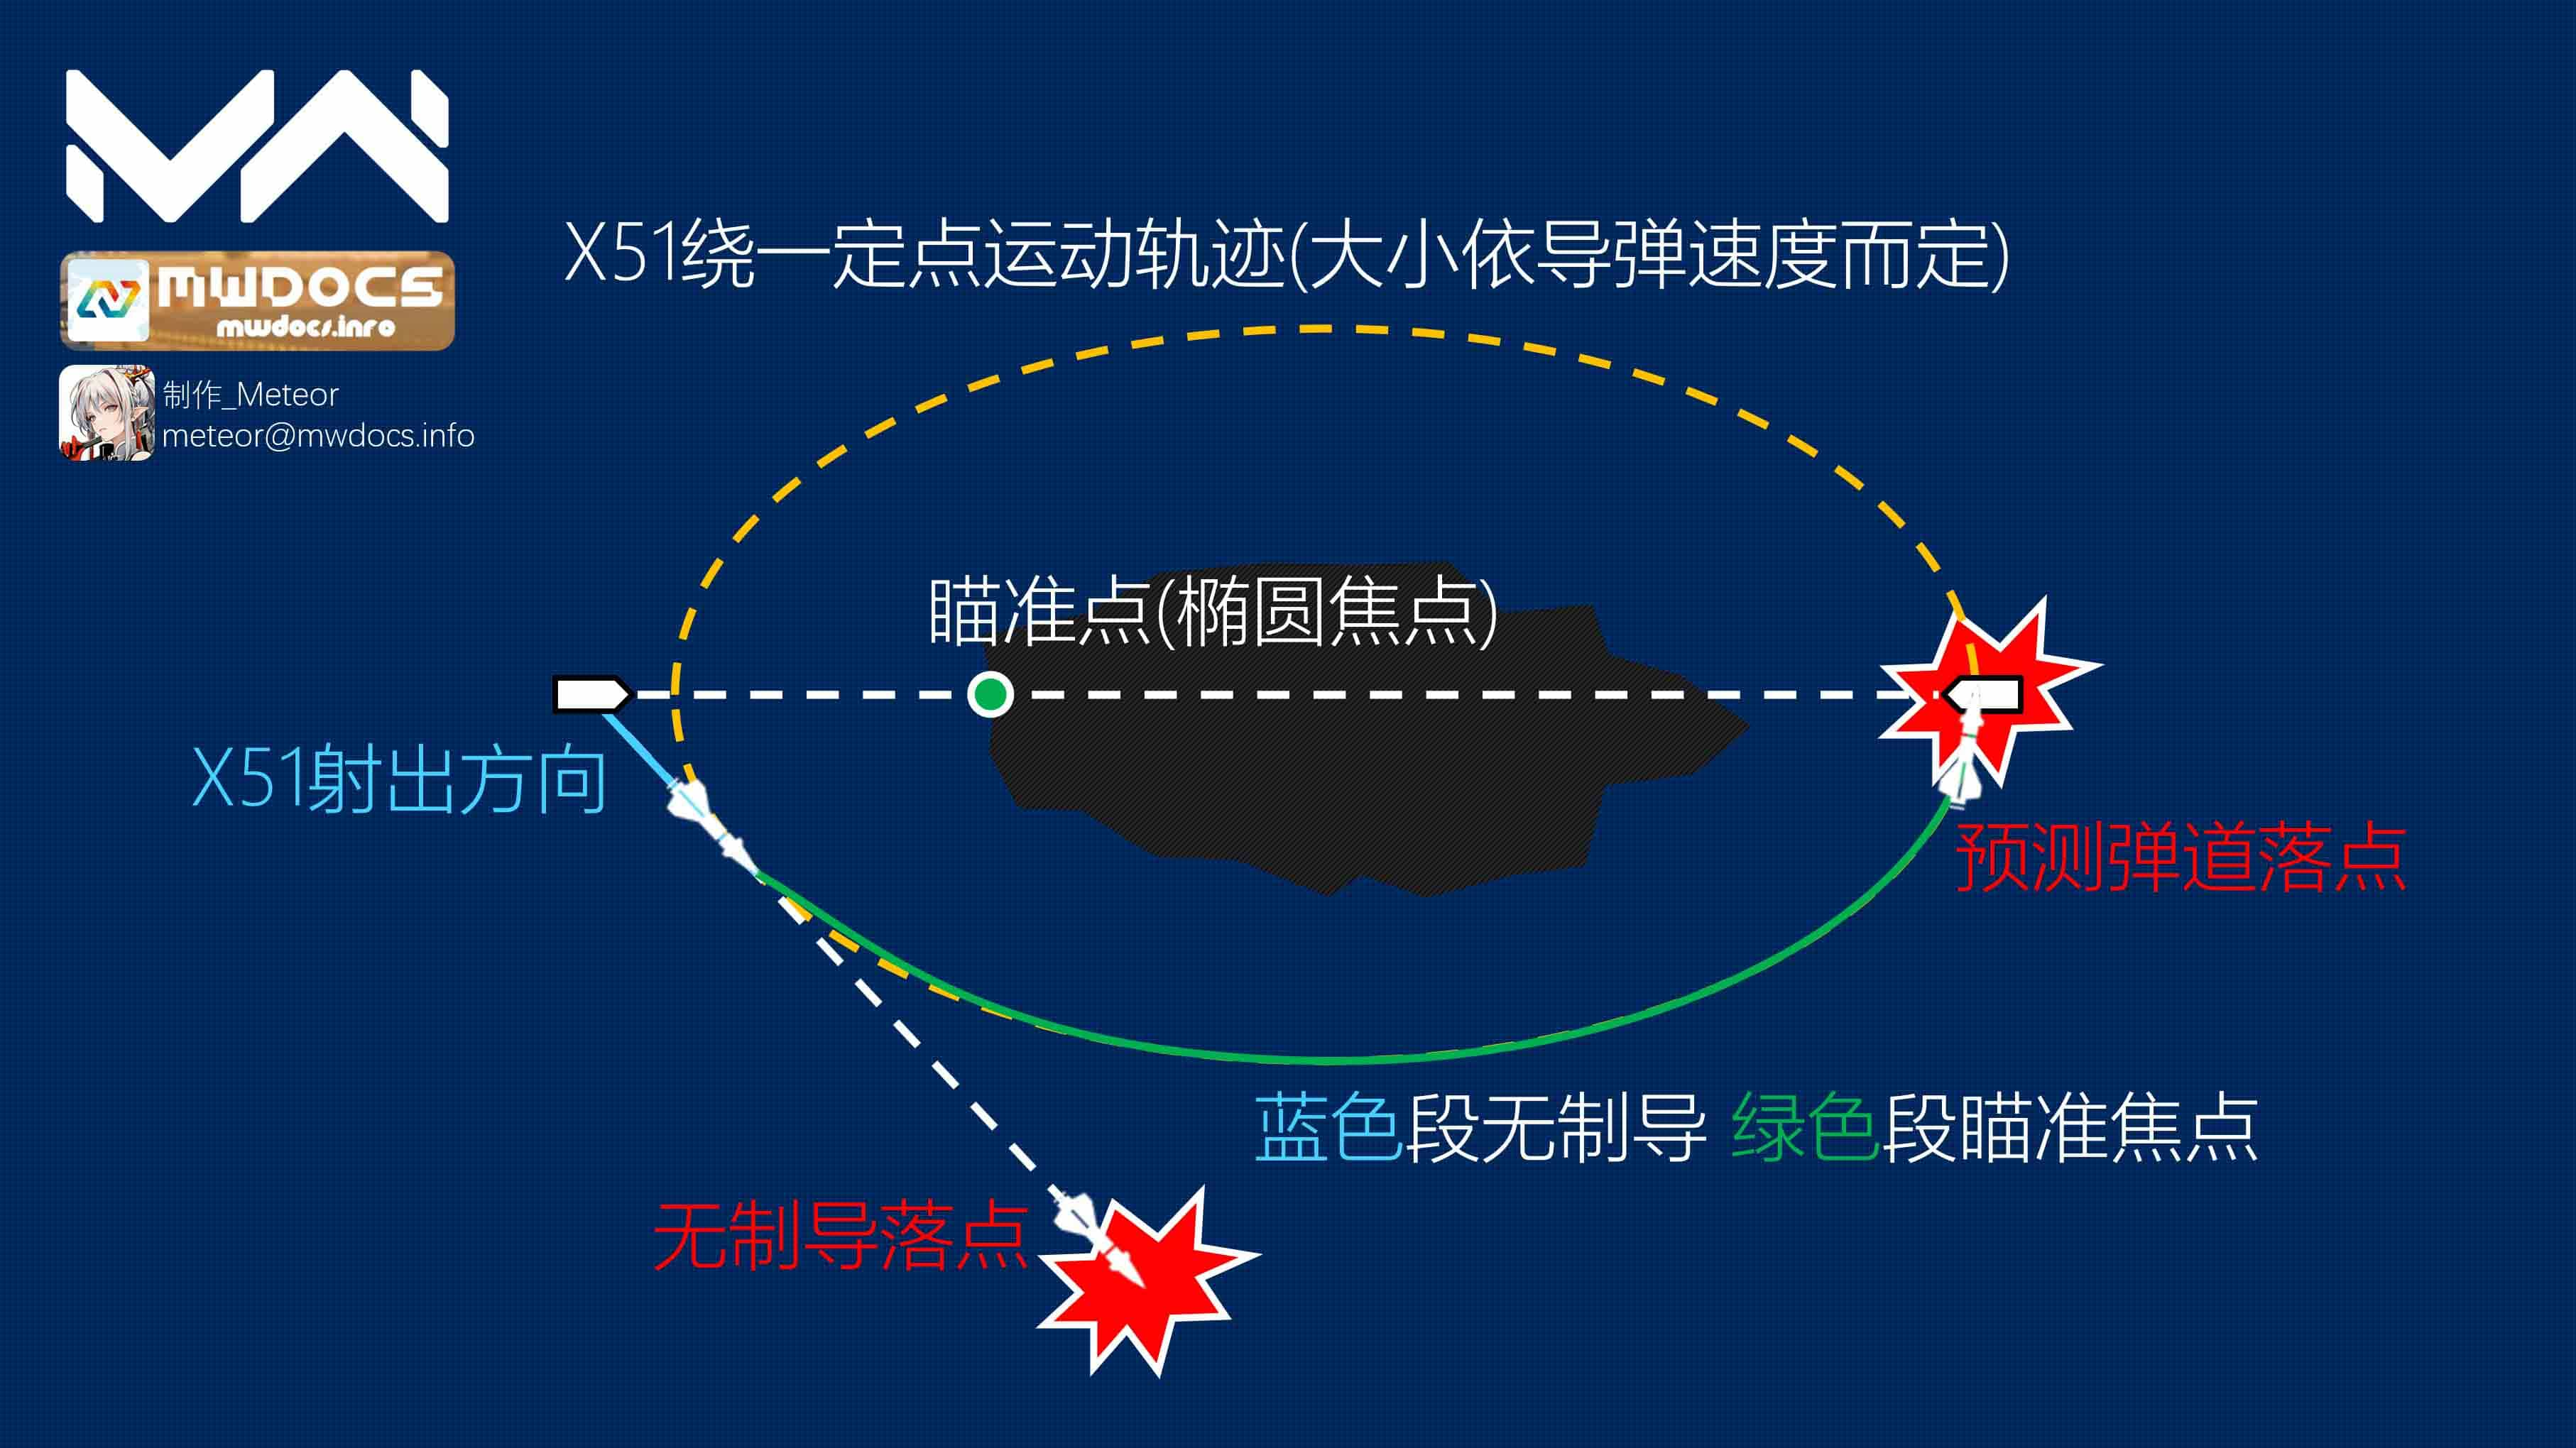 MW
MWDOCS
mwdocs.info
制作_Meteor
meteor@mwdocs.info
X51绕一定点运动轨迹(大小依导弹速度而定)
瞄准点(椭圆焦点)
X51射出方向
预测弹道落点
蓝色段无制导 绿色段瞄准焦点
无制导落点